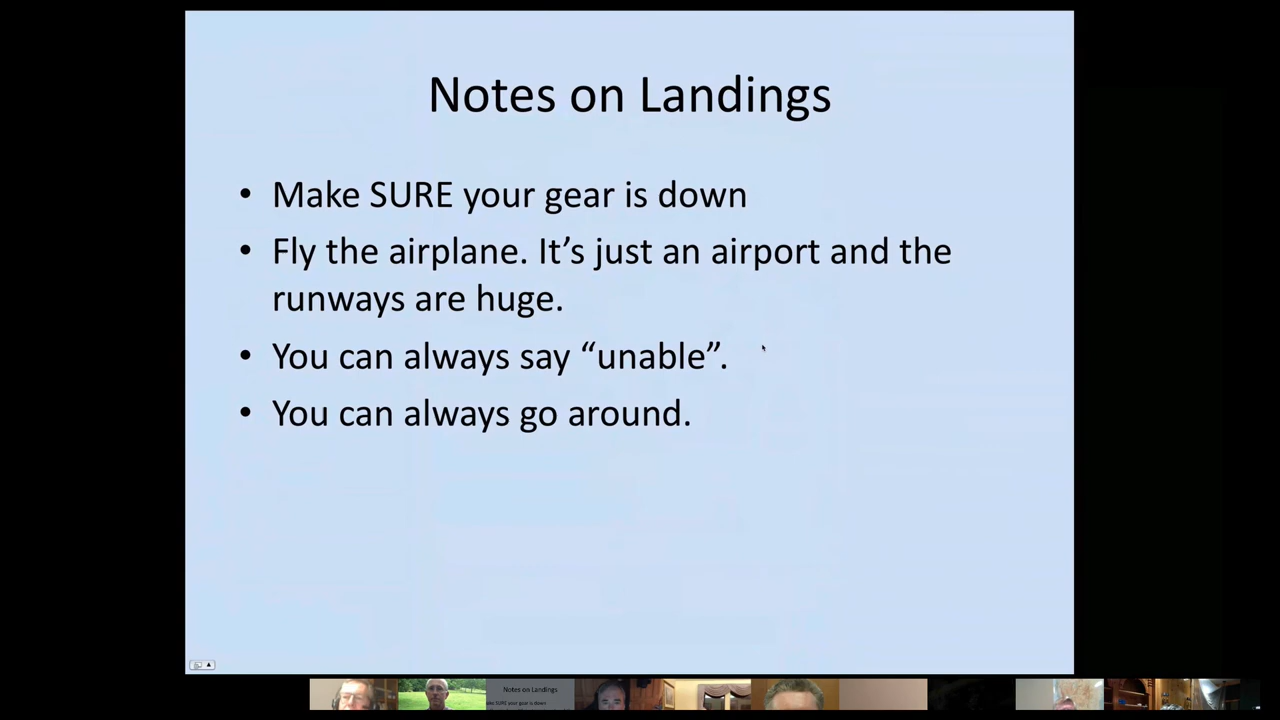 Notes on Landings
• Make SURE your gear is down
• Fly the airplane. It’s just an airport and the
runways are huge.
• You can always say “unable”.
• You can always go around.
Notes on Landings
ake SURE your gear is down